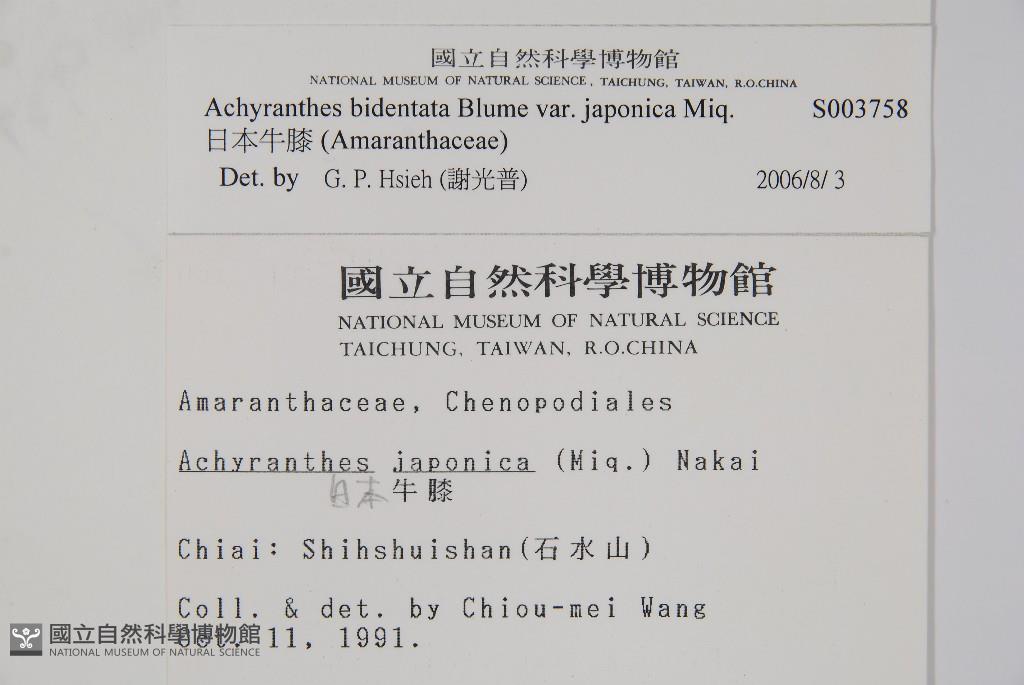 國立自然科學博物館
NATIONAL MUSEUM OF NATURAL SCIENCE, TAICHUNG, TAIWAN, R.O.CHINA
Achyranthes bidentata Blume var. japonica Miq. S003758
日本牛膝 (Amaranthaceae)
Det. by G. P. Hsieh (謝光普) 2006/8/ 3
國立自然科學博物館
NATIONAL MUSEUM OF NATURAL SCIENCE
TAICHUNG, TAIWAN, R.O.CHINA
Amaranthaceae, Chenopodiales
Achyranthes japonica (Miq.) Nakai
日本牛膝
Chiai: Shihshuishan(石水山)
Coll. & det. by Chiou-mei Wang
Oct. 11, 1991.
國立自然科學博物館
NATIONAL MUSEUM OF NATURAL SCIENCE